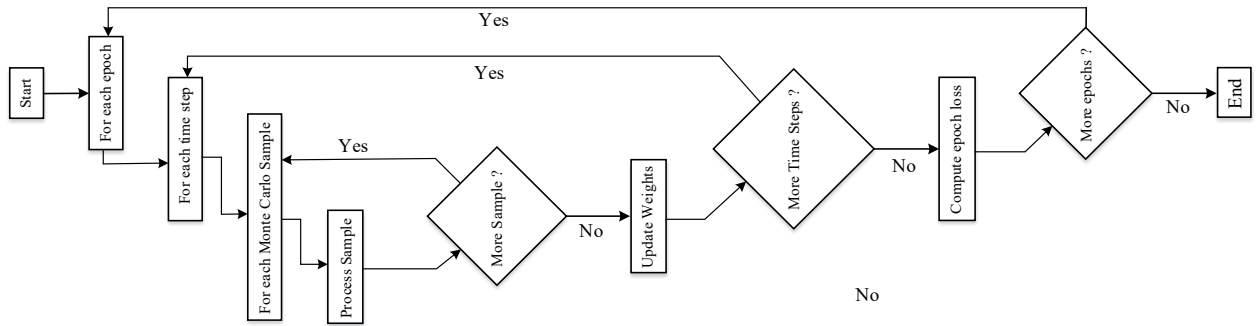 Start
For each epoch
For each time step
For each Monte Carlo Sample
Process Sample
More Sample ?
Yes
No
Update Weights
More Time Steps ?
Yes
No
Compute epoch loss
More epochs ?
Yes
No
End
No